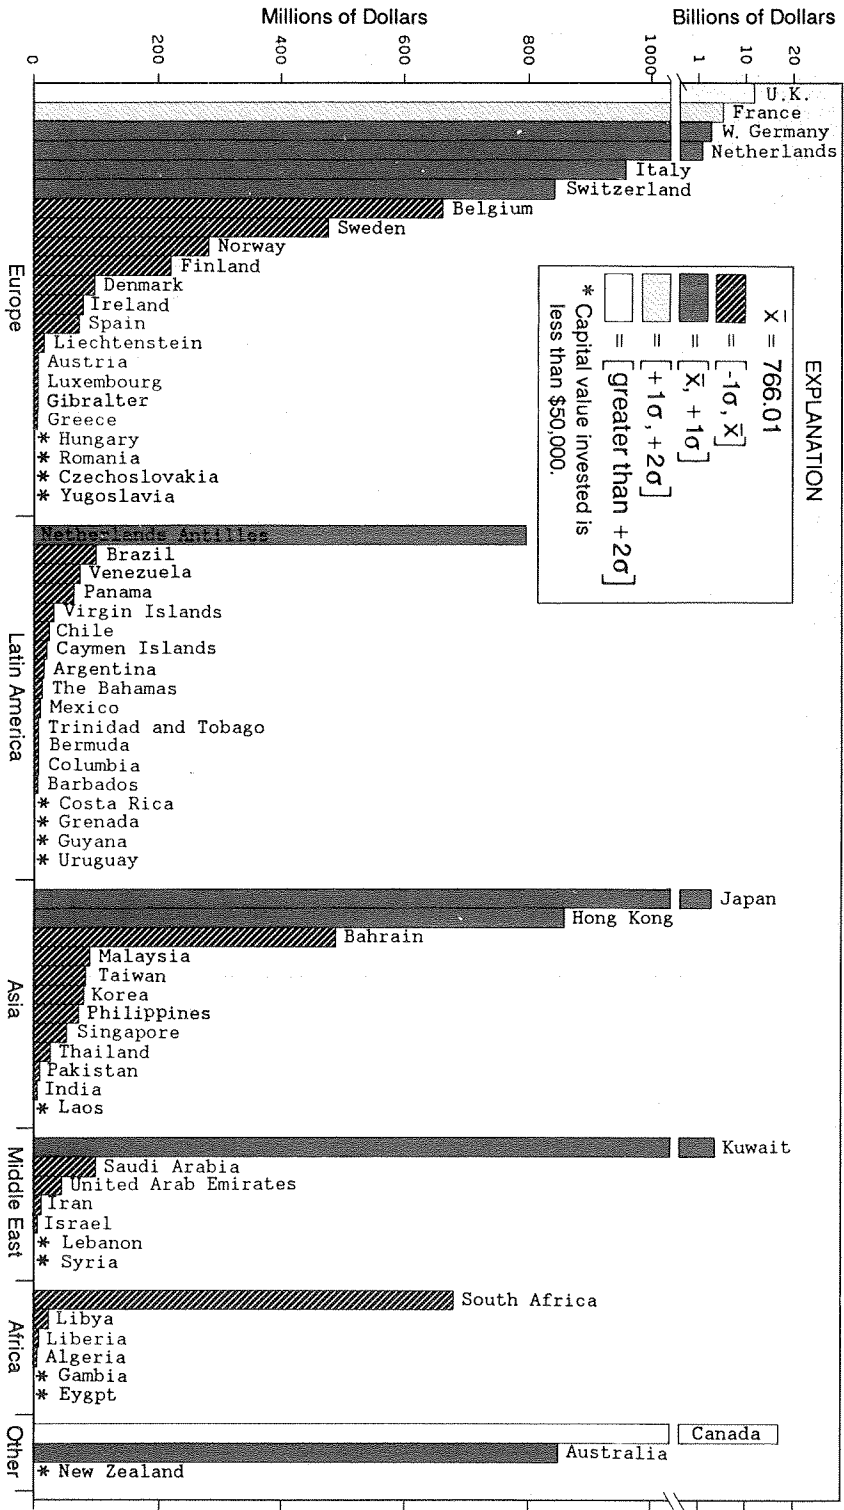 Millions of Dollars
Billions of Dollars
0
200
400
600
800
1000
1
10
20
U.K.
France
W. Germany
Netherlands
Italy
Switzerland
Belgium
Sweden
Norway
Finland
Denmark
Ireland
Spain
Liechtenstein
Austria
Luxembourg
Gibralter
Greece
* Hungary
* Romania
* Czechoslovakia
* Yugoslavia
Europe
EXPLANATION
x̄ = 766.01
= [-1σ, x̄]
= [x̄, +1σ]
= [+1σ, +2σ]
= [greater than +2σ]
* Capital value invested is
less than $50,000.
Netherlands Antilles
Brazil
Venezuela
Panama
Virgin Islands
Chile
Caymen Islands
Argentina
The Bahamas
Mexico
Trinidad and Tobago
Bermuda
Columbia
Barbados
* Costa Rica
* Grenada
* Guyana
* Uruguay
Latin America
Japan
Hong Kong
Bahrain
Malaysia
Taiwan
Korea
Philippines
Singapore
Thailand
Pakistan
India
* Laos
Asia
Kuwait
Saudi Arabia
United Arab Emirates
Iran
Israel
* Lebanon
* Syria
Middle East
South Africa
Libya
Liberia
Algeria
* Gambia
* Eygpt
Africa
Canada
Australia
* New Zealand
Other